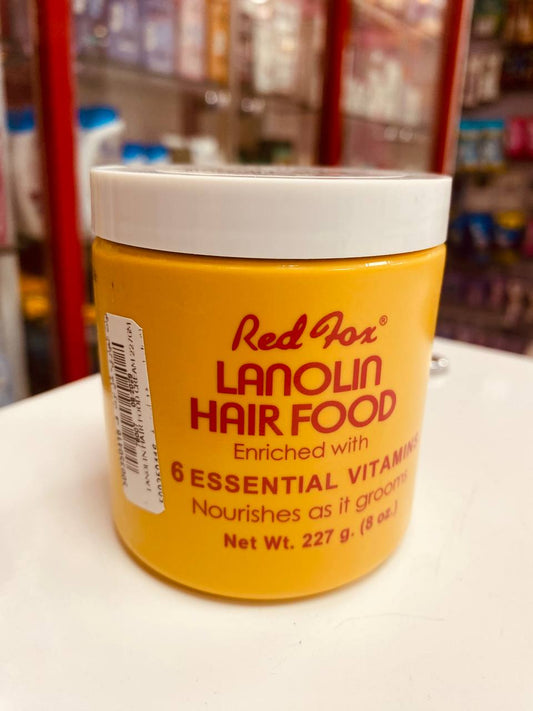 Red Fox®
LANOLIN
HAIR FOOD
Enriched with
6 ESSENTIAL VITAMINS
Nourishes as it grooms
Net Wt. 227 g. (8 oz.)